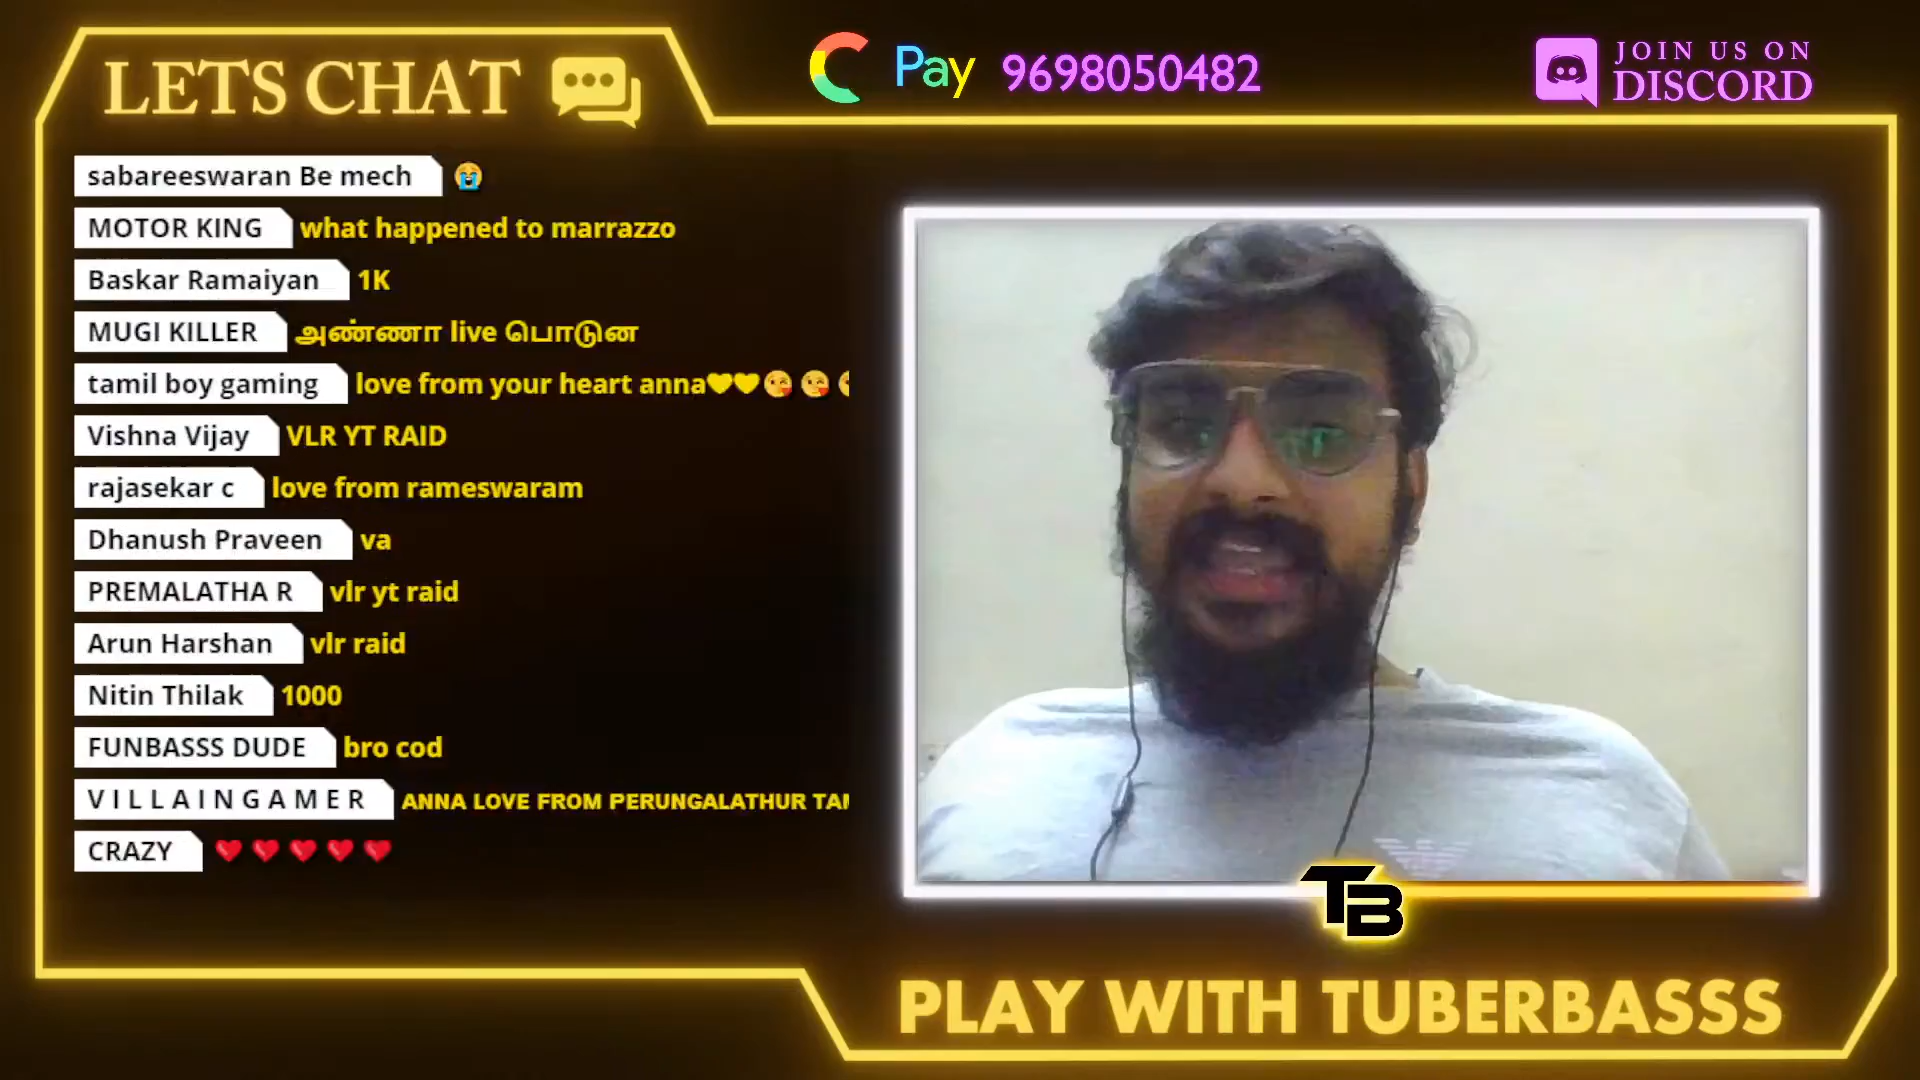 LETS CHAT
Pay 9698050482
JOIN US ON
DISCORD
sabareeswaran Be mech 😭
MOTOR KING what happened to marrazzo
Baskar Ramaiyan 1K
MUGI KILLER அண்ணா live பொடுன
tamil boy gaming love from your heart anna💛💛😘😘
Vishna Vijay VLR YT RAID
rajasekar c love from rameswaram
Dhanush Praveen va
PREMALATHA R vlr yt raid
Arun Harshan vlr raid
Nitin Thilak 1000
FUNBASSS DUDE bro cod
V I L L A I N G A M E R ANNA LOVE FROM PERUNGALATHUR
CRAZY ❤️❤️❤️❤️❤️
TB
PLAY WITH TUBERBASSS